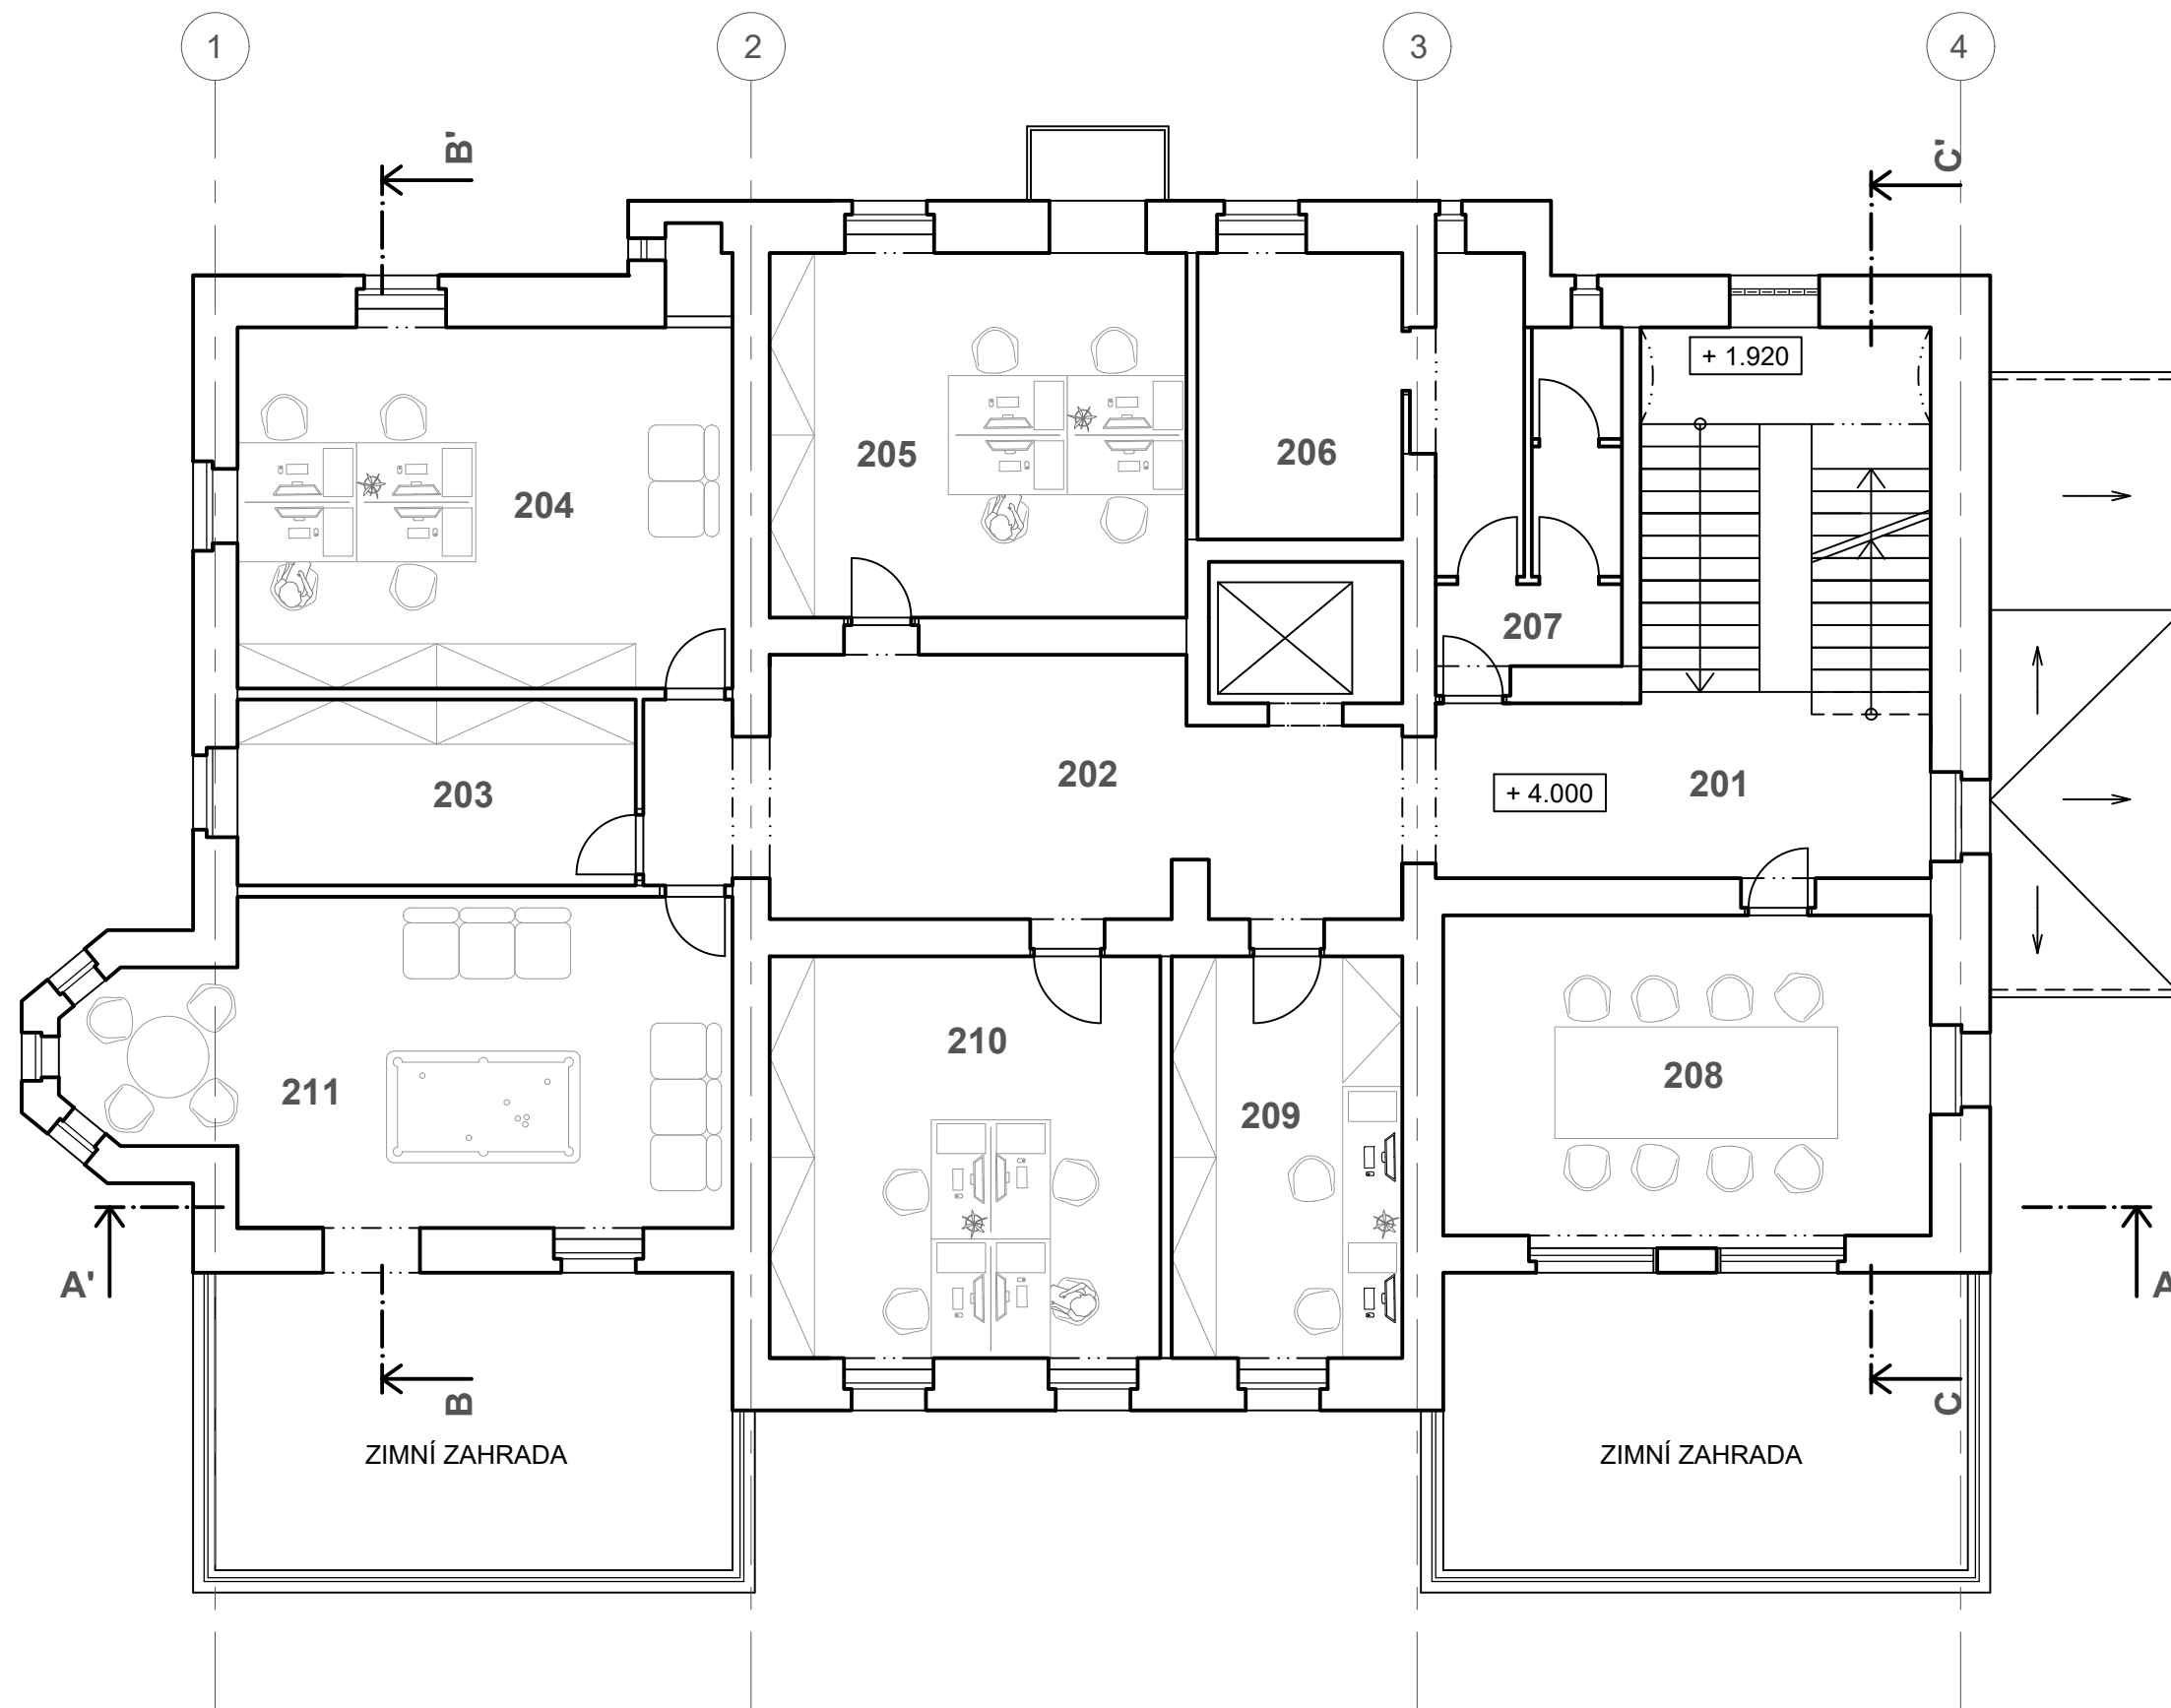 1 2 3 4
B' C'
+ 1.920
205 206
204
207
202 201
203 + 4.000
210 208
211 209
A' A
B C
ZIMNÍ ZAHRADA ZIMNÍ ZAHRADA